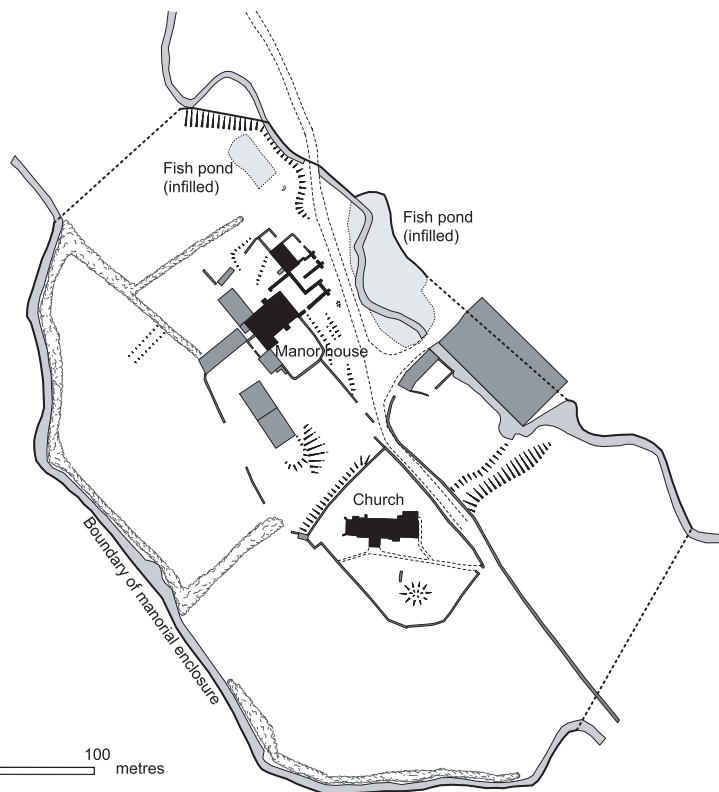 Fish pond
(infilled)
Fish pond
(infilled)
Manor house
Church
Boundary of manorial enclosure
100
metres